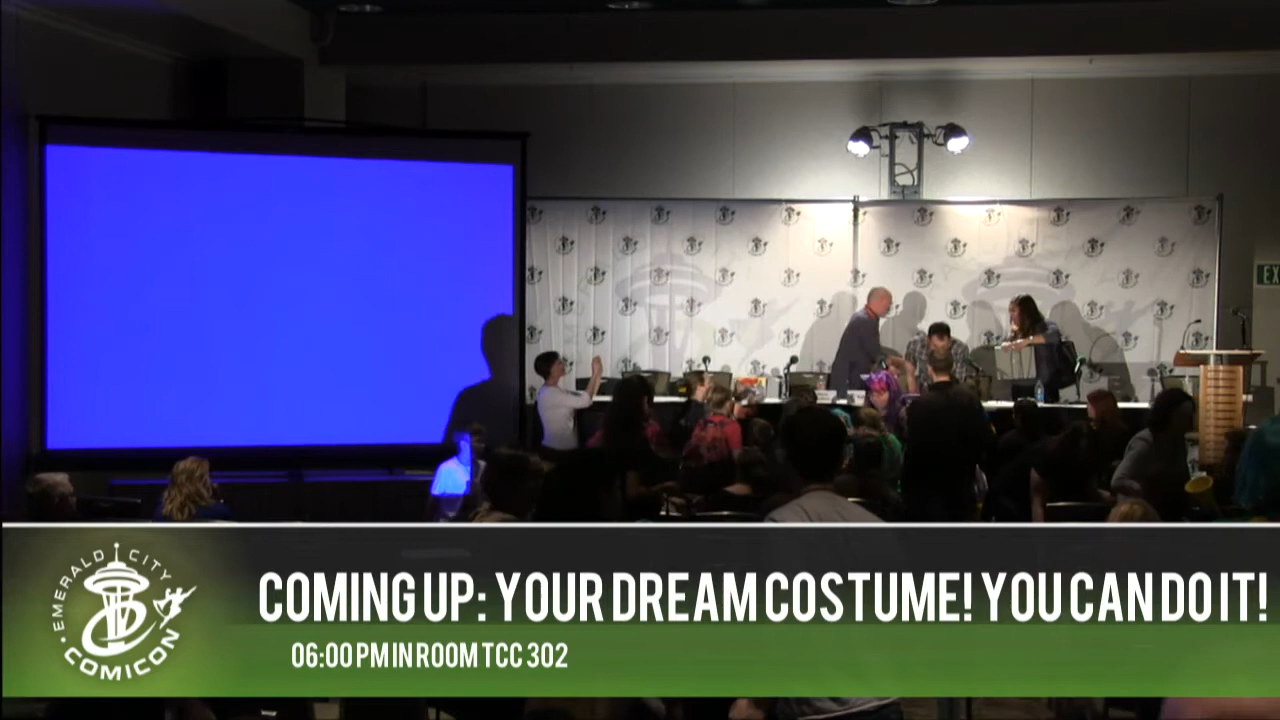 EX
COMING UP: YOUR DREAM COSTUME! YOU CAN DO IT!
06:00 PM IN ROOM TCC 302
EMERALD CITY
COMICON